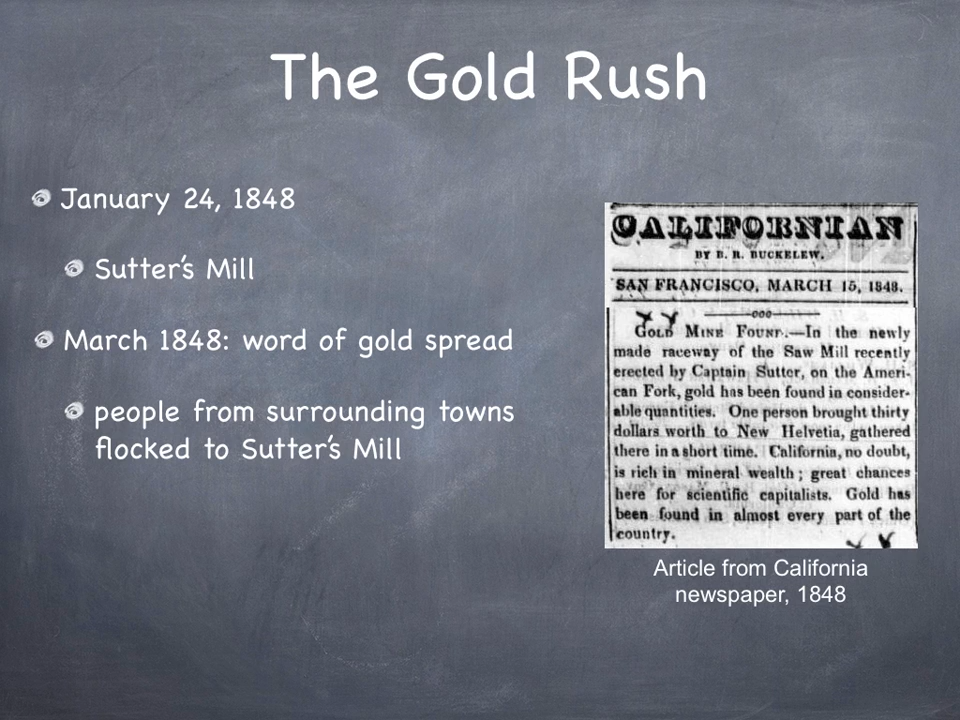 The Gold Rush
January 24, 1848
Sutter's Mill
March 1848: word of gold spread
people from surrounding towns
flocked to Sutter's Mill
CALIFORNIAN
BY B. R. BUCKELEW.
SAN FRANCISCO, MARCH 15, 1848.
GOLD MINE FOUND.—In the newly
made raceway of the Saw Mill recently
erected by Captain Sutter, on the Ameri-
can Fork, gold has been found in consider-
able quantities. One person brought thirty
dollars worth to New Helvetia, gathered
there in a short time. California, no doubt,
is rich in mineral wealth; great chances
here for scientific capitalists. Gold has
been found in almost every part of the
country.
Article from California
newspaper, 1848